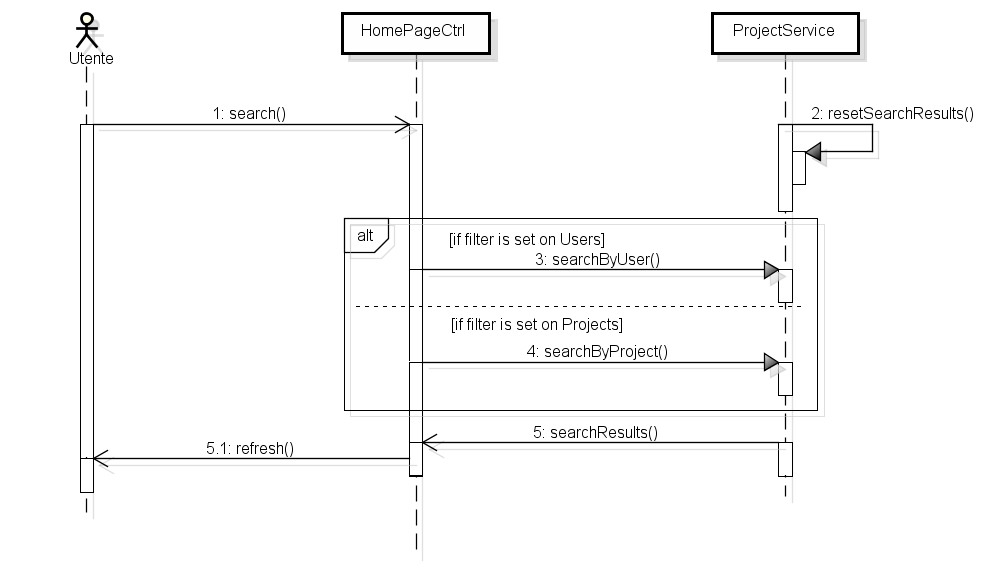 HomePageCtrl
ProjectService
Utente
1: search()
2: resetSearchResults()
alt
[if filter is set on Users]
3: searchByUser()
[if filter is set on Projects]
4: searchByProject()
5: searchResults()
5.1: refresh()